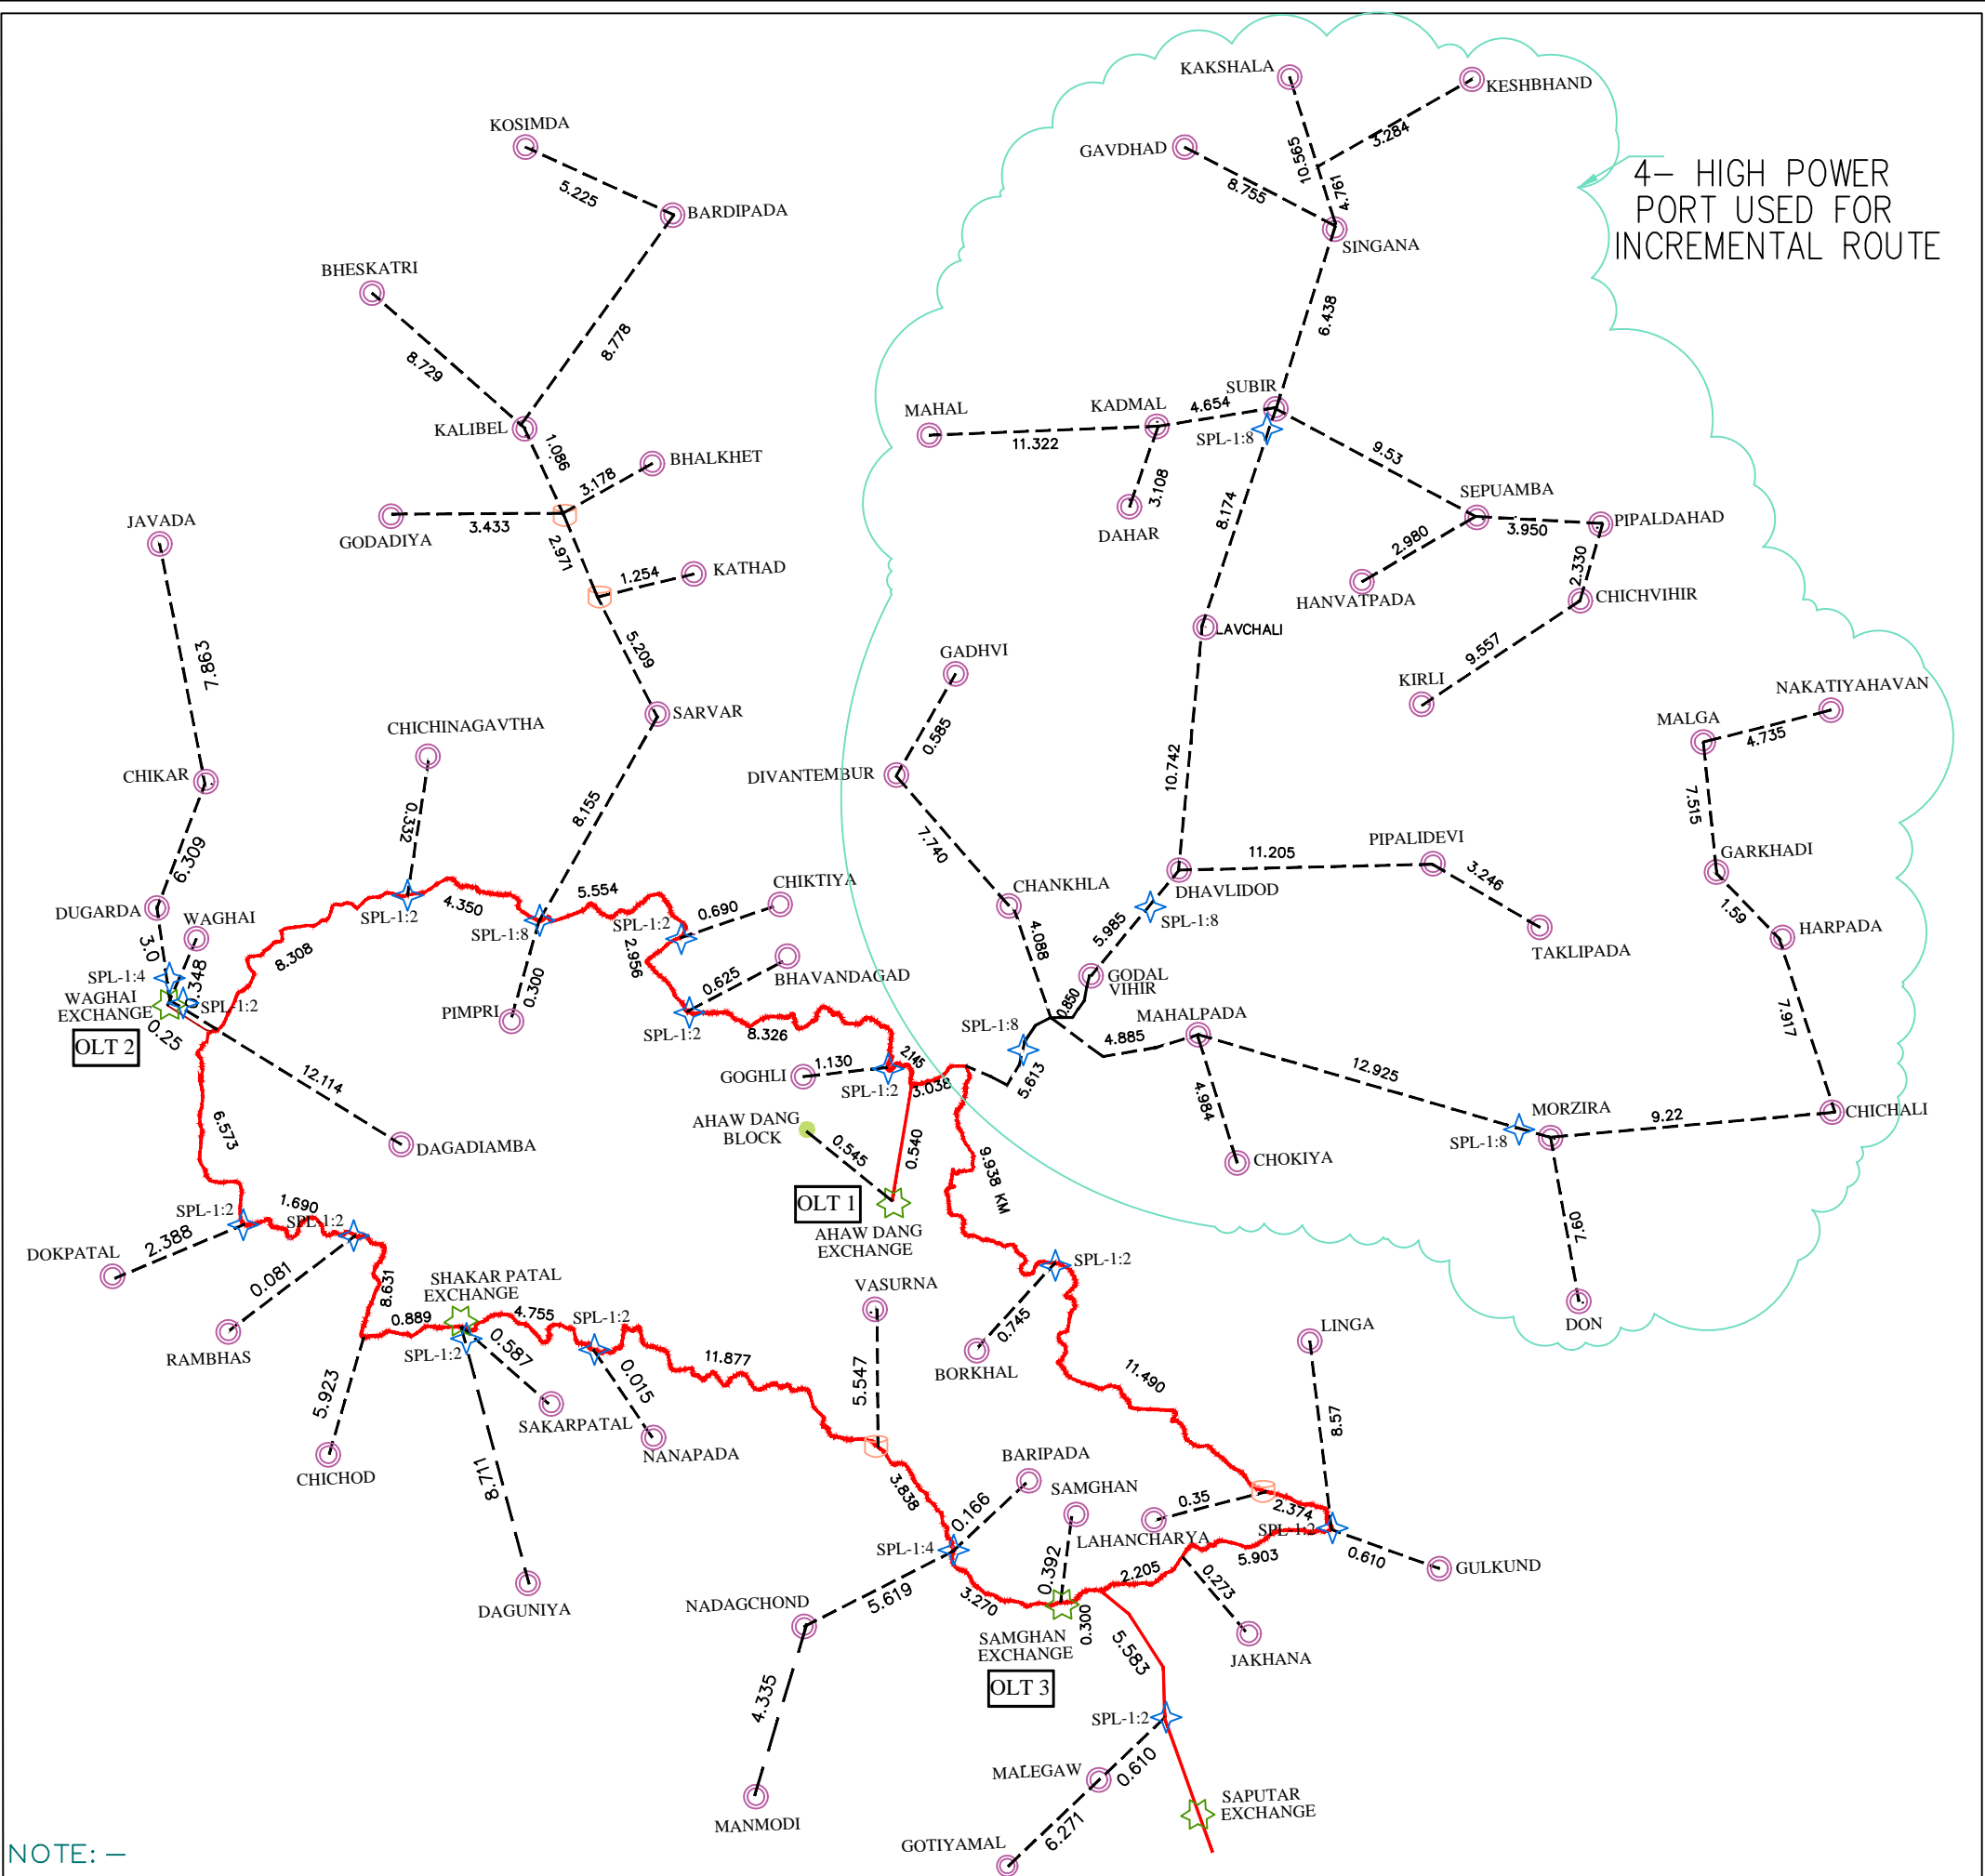 KAKSHALA
KESHBHAND
KOSIMDA
GAVDHAD
3.284
10.565
4.761
8.755
5.225
BARDIPADA
SINGANA
4- HIGH POWER
PORT USED FOR
INCREMENTAL ROUTE
BHESKATRI
8.729
8.778
6.438
SUBIR
MAHAL
KADMAL
4.654
11.322
SPL-1:8
KALIBEL
1.086
BHALKHET
3.178
9.53
3.108
SEPUAMBA
PIPALDAHAD
3.950
JAVADA
GODADIYA
3.433
2.971
DAHAR
8.174
2.980
2.330
KATHAD
1.254
HANVATPADA
CHICHVIHIR
LAVCHALI
7.863
5.209
GADHVI
9.557
KIRLI
NAKATIYAHAVAN
MALGA
4.735
SARVAR
CHICHINAGAVTHA
0.585
CHIKAR
DIVANTEMBUR
10.742
7.515
0.332
8.155
7.740
PIPALIDEVI
11.205
GARKHADI
6.309
CHIKTIYA
CHANKHLA
DHAVLIDOD
3.246
1.59
DUGARDA
WAGHAI
SPL-1:2
4.350
5.554
SPL-1:8
SPL-1:2
0.690
SPL-1:8
HARPADA
TAKLIPADA
3.0
8.308
2.956
4.088
5.985
SPL-1:4
0.348
0.300
0.625
BHAVANDAGAD
GODAL
VIHIR
WAGHAI
EXCHANGE
SPL-1:2
PIMPRI
SPL-1:2
8.326
SPL-1:8
0.850
MAHALPADA
7.917
OLT 2
0.25
4.885
GOGHLI
1.130
2.145
SPL-1:2
3.038
5.613
12.925
12.114
4.984
AHAW DANG
BLOCK
0.545
0.540
MORZIRA
9.22
CHICHALI
6.573
DAGADIAMBA
9.938 KM
CHOKIYA
SPL-1:8
OLT 1
SPL-1:2
1.690
SPL-1:2
AHAW DANG
EXCHANGE
7.60
DOKPATAL
2.388
SPL-1:2
0.081
8.631
SHAKAR PATAL
EXCHANGE
VASURNA
0.889
4.755
SPL-1:2
0.745
LINGA
DON
RAMBHAS
SPL-1:2
0.587
11.877
BORKHAL
11.490
5.923
0.015
5.547
8.57
SAKARPATAL
NANAPADA
BARIPADA
CHICHOD
8.711
3.838
SAMGHAN
0.35
2.374
0.166
LAHANCHARYA
SPL-1:2
SPL-1:4
0.392
5.903
0.610
GULKUND
2.205
0.273
DAGUNIYA
NADAGCHOND
5.619
3.270
0.300
SAMGHAN
EXCHANGE
5.583
JAKHANA
OLT 3
4.335
SPL-1:2
MALEGAW
0.610
MANMODI
SAPUTAR
EXCHANGE
GOTIYAMAL
6.271
NOTE: -